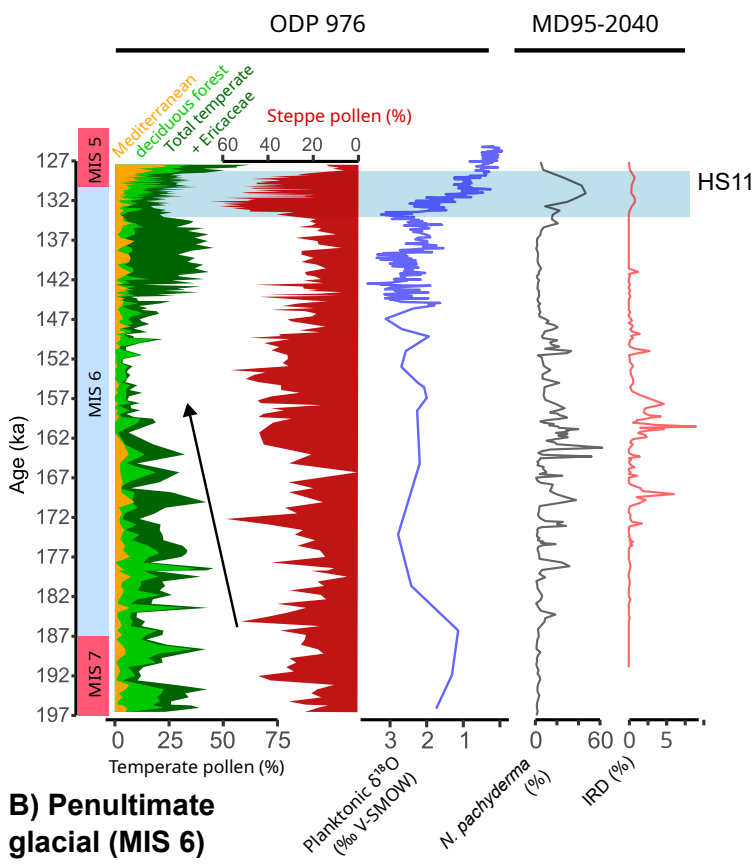 ODP 976
MD95-2040
Mediterranean
deciduous forest
Total temperate
+ Ericaceae
Steppe pollen (%)
60 40 20 0
MIS 5
MIS 6
MIS 7
Age (ka)
127
132
137
142
147
152
157
162
167
172
177
182
187
192
197
HS11
0 25 50 75
3 2 1
0 60
0 5
Temperate pollen (%)
Planktonic δ¹⁸O
(‰ V-SMOW)
N. pachyderma
(%)
IRD (%)
B) Penultimate
glacial (MIS 6)